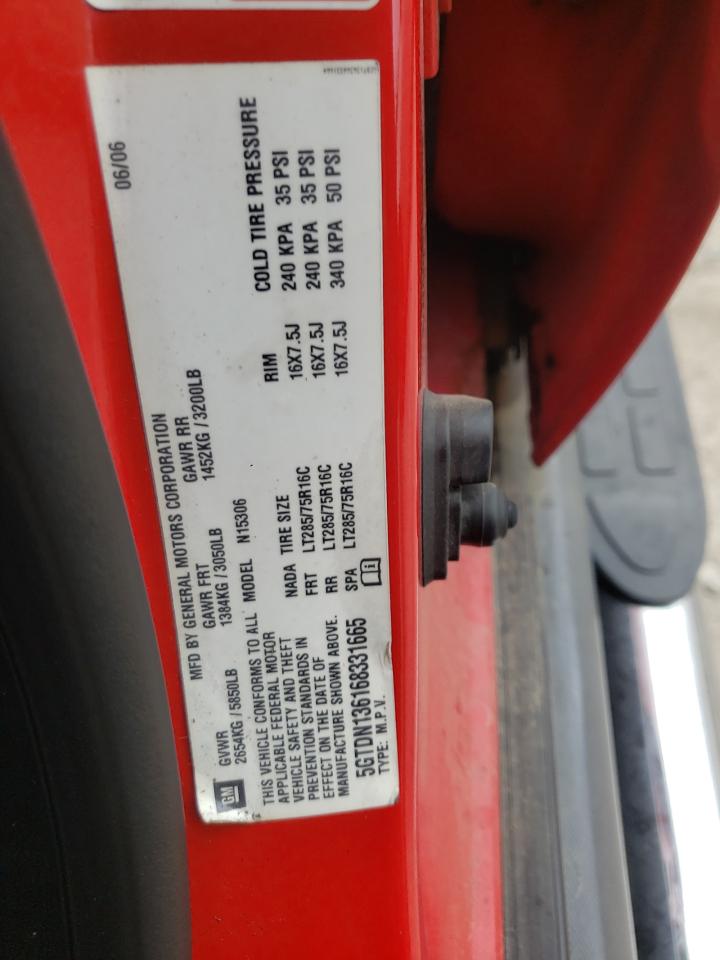 06/06
MFD BY GENERAL MOTORS CORPORATION
GM
GVWR GAWR FRT GAWR RR
2654KG / 5850LB 1384KG / 3050LB 1452KG / 3200LB
THIS VEHICLE CONFORMS TO ALL
APPLICABLE FEDERAL MOTOR
VEHICLE SAFETY AND THEFT
PREVENTION STANDARDS IN
EFFECT ON THE DATE OF
MANUFACTURE SHOWN ABOVE.
5GTDN136168331665
TYPE: M.P.V.
MODEL N15306
NADA TIRE SIZE RIM COLD TIRE PRESSURE
FRT LT285/75R16C 16X7.5J 240 KPA 35 PSI
RR LT285/75R16C 16X7.5J 240 KPA 35 PSI
SPA LT285/75R16C 16X7.5J 340 KPA 50 PSI